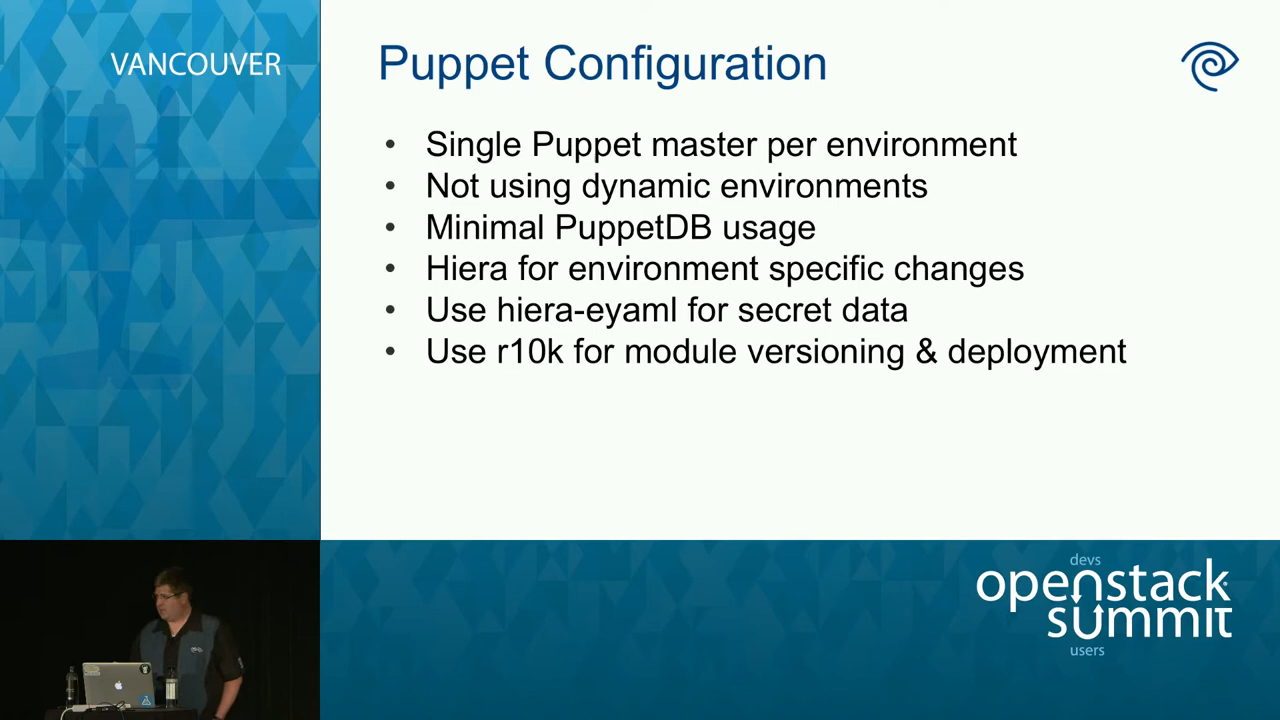 VANCOUVER
Puppet Configuration
• Single Puppet master per environment
• Not using dynamic environments
• Minimal PuppetDB usage
• Hiera for environment specific changes
• Use hiera-eyaml for secret data
• Use r10k for module versioning & deployment
devs
openstack
summit
users